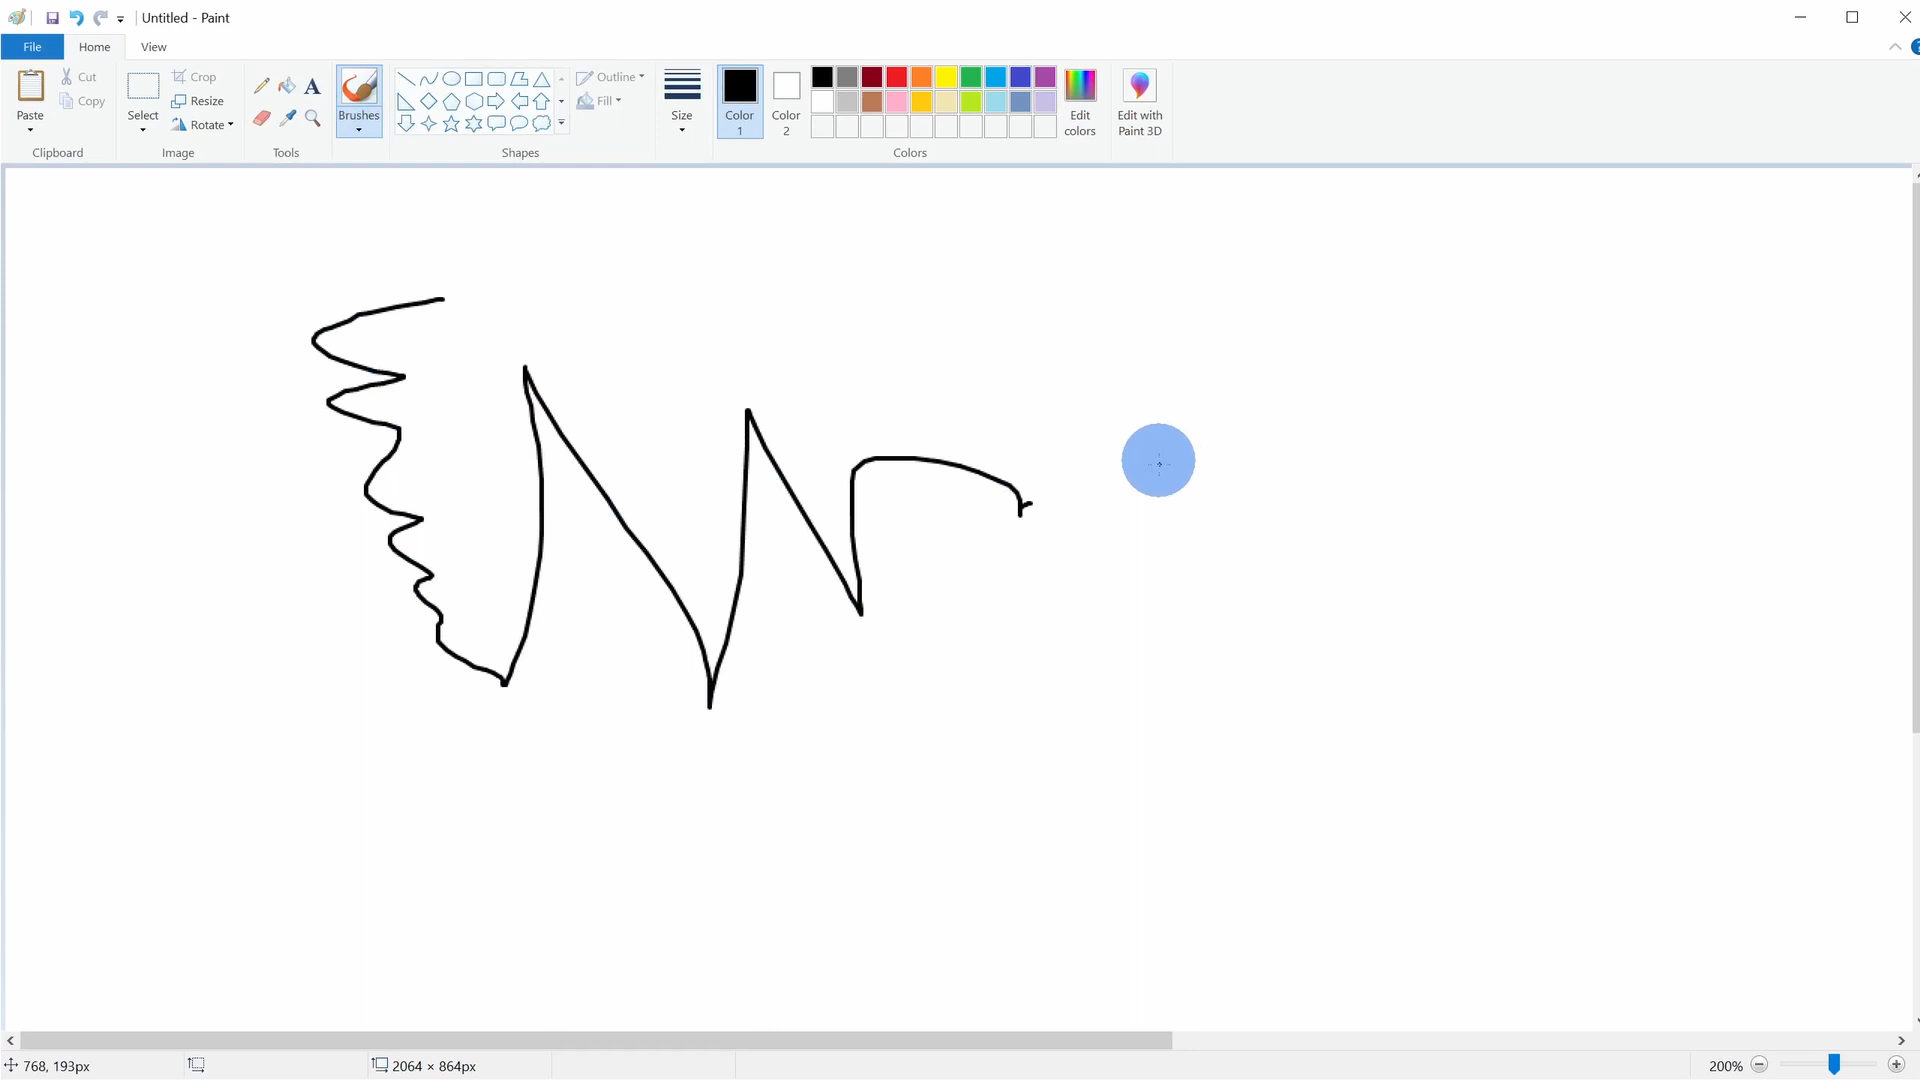 Untitled - Paint
File Home View
Paste Cut Copy Clipboard
Select Crop Resize Rotate Image
A
Tools
Brushes
Outline Fill Shapes
Size
Color 1 Color 2 Edit colors Colors
Edit with Paint 3D
768, 193px 2064 × 864px 200%